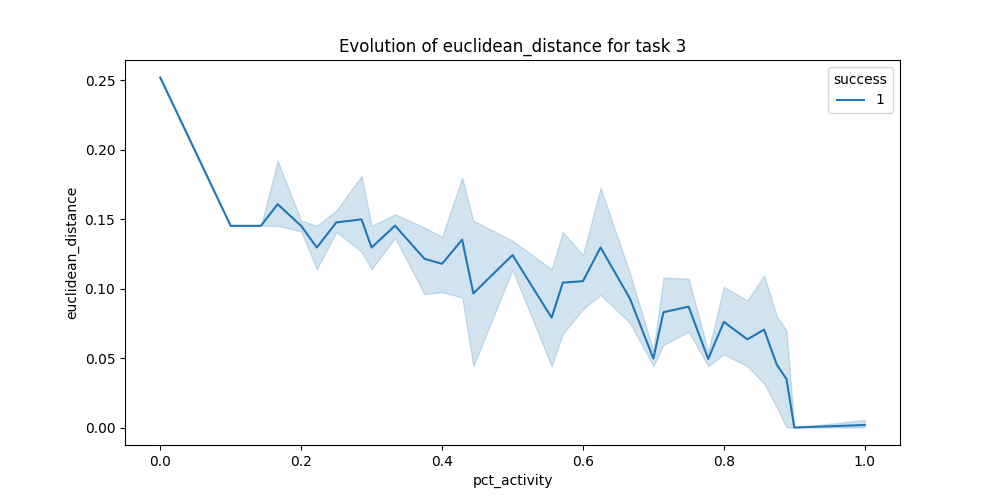 Evolution of euclidean_distance for task 3
success
1
0.25
0.20
0.15
0.10
0.05
0.00
euclidean_distance
0.0 0.2 0.4 0.6 0.8 1.0
pct_activity